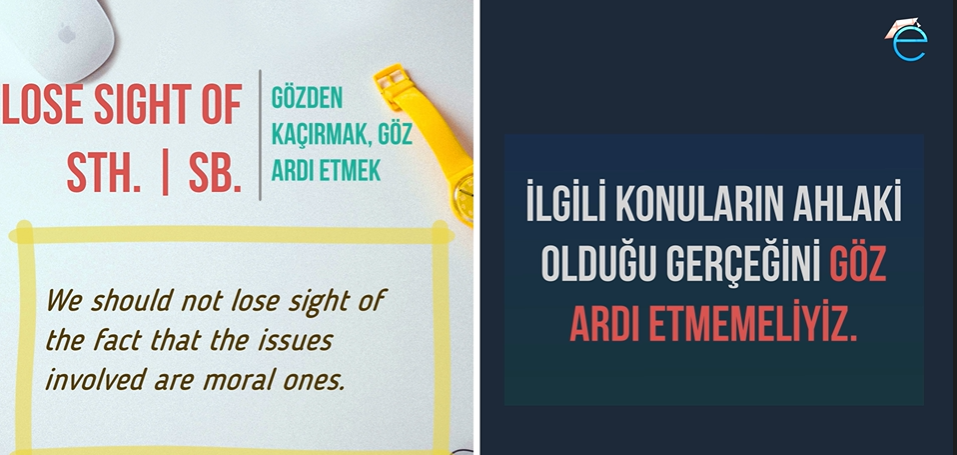 LOSE SIGHT OF
STH. | SB.
GÖZDEN
KAÇIRMAK, GÖZ
ARDI ETMEK
We should not lose sight of
the fact that the issues
involved are moral ones.
e
İLGİLİ KONULARIN AHLAKİ
OLDUĞU GERÇEĞİNİ GÖZ
ARDI ETMEMELİYİZ.